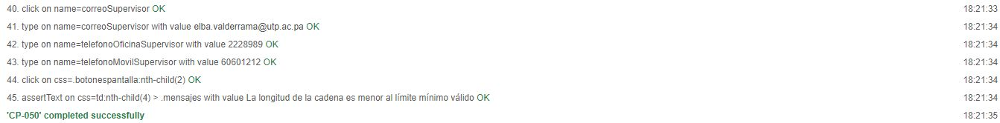 40. click on name=correoSupervisor OK 18:21:33
41. type on name=correoSupervisor with value elba.valderrama@utp.ac.pa OK 18:21:34
42. type on name=telefonoOficinaSupervisor with value 2228989 OK 18:21:34
43. type on name=telefonoMovilSupervisor with value 60601212 OK 18:21:34
44. click on css=.botonespantalla:nth-child(2) OK 18:21:34
45. assertText on css=td:nth-child(4) > .mensajes with value La longitud de la cadena es menor al límite mínimo válido OK 18:21:34
'CP-050' completed successfully 18:21:35